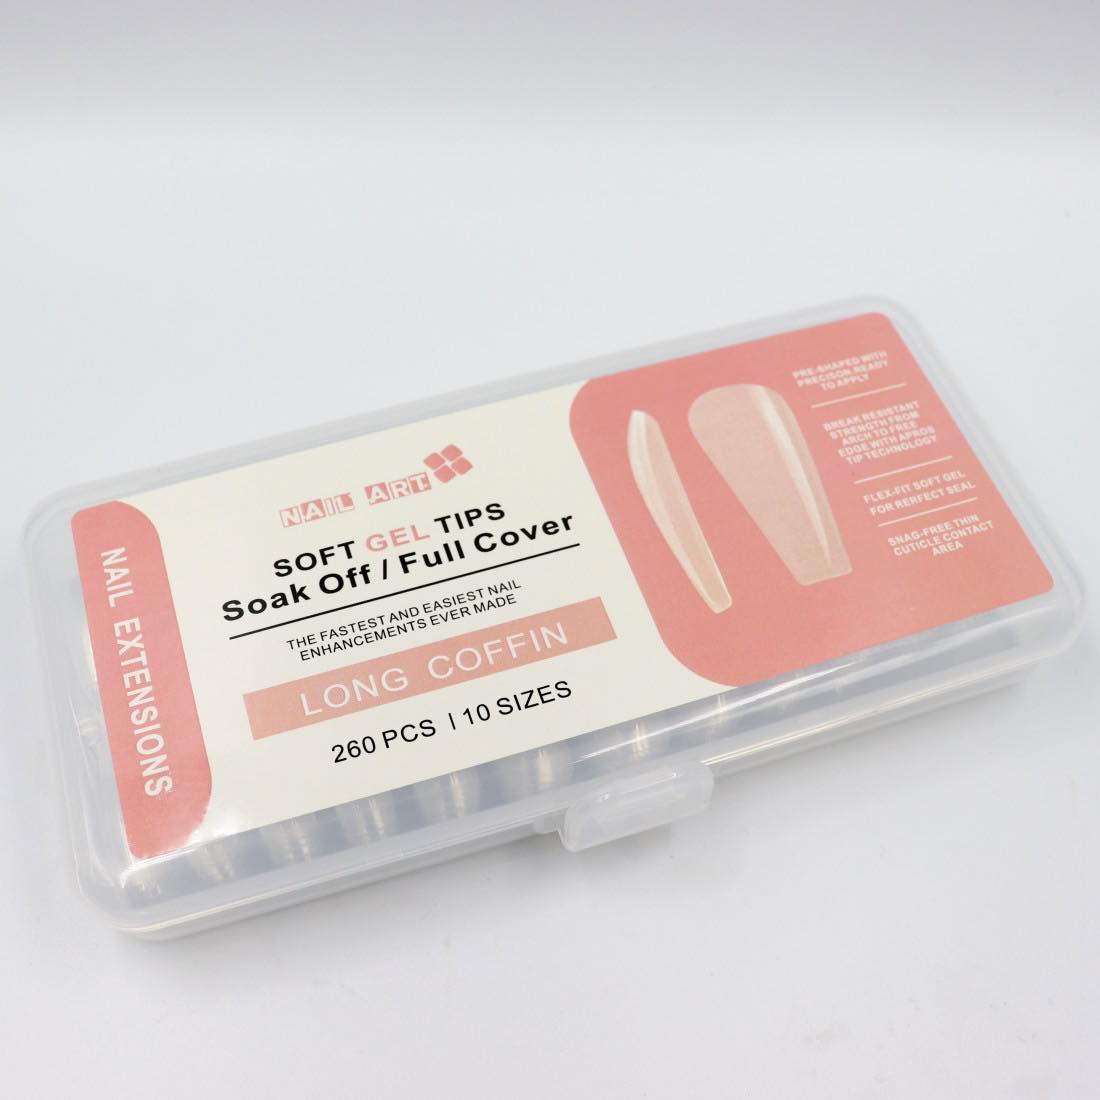 NAIL EXTENSIONS
NAIL ART
SOFT GEL TIPS
Soak Off / Full Cover
THE FASTEST AND EASIEST NAIL
ENHANCEMENTS EVER MADE
LONG COFFIN
260 PCS | 10 SIZES
PRE-SHAPED WITH
PRECISON.READY
TO APPLY
BREAK RESISTANT
STRENGTH FROM
ARCH TO FREE
EDGE WITH APROS
TIP TECHNOLOGY
FLEX-FIT SOFT GEL
FOR RERFECT SEAL
SNAG-FREE THIN
CUTICLE CONTACT
AREA